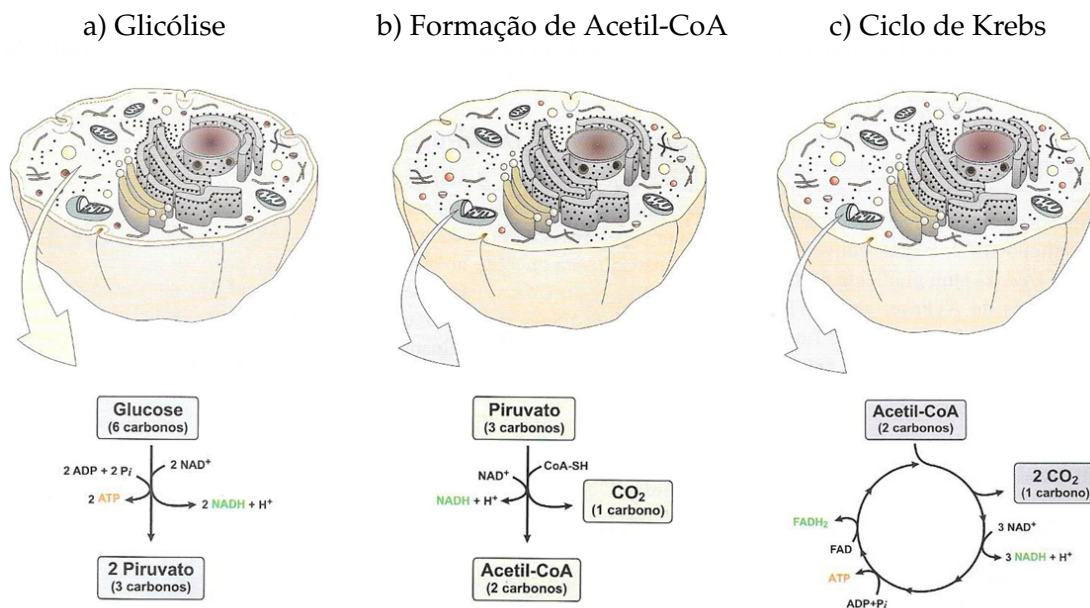 a) Glicólise
b) Formação de Acetil-CoA
c) Ciclo de Krebs
Glucose
(6 carbonos)
2 ADP + 2 Pi
2 NAD⁺
2 ATP
2 NADH + H⁺
2 Piruvato
(3 carbonos)
Piruvato
(3 carbonos)
CoA-SH
NAD⁺
NADH + H⁺
CO₂
(1 carbono)
Acetil-CoA
(2 carbonos)
Acetil-CoA
(2 carbonos)
2 CO₂
(1 carbono)
FADH₂
3 NAD⁺
FAD
3 NADH + H⁺
ATP
ADP+Pi